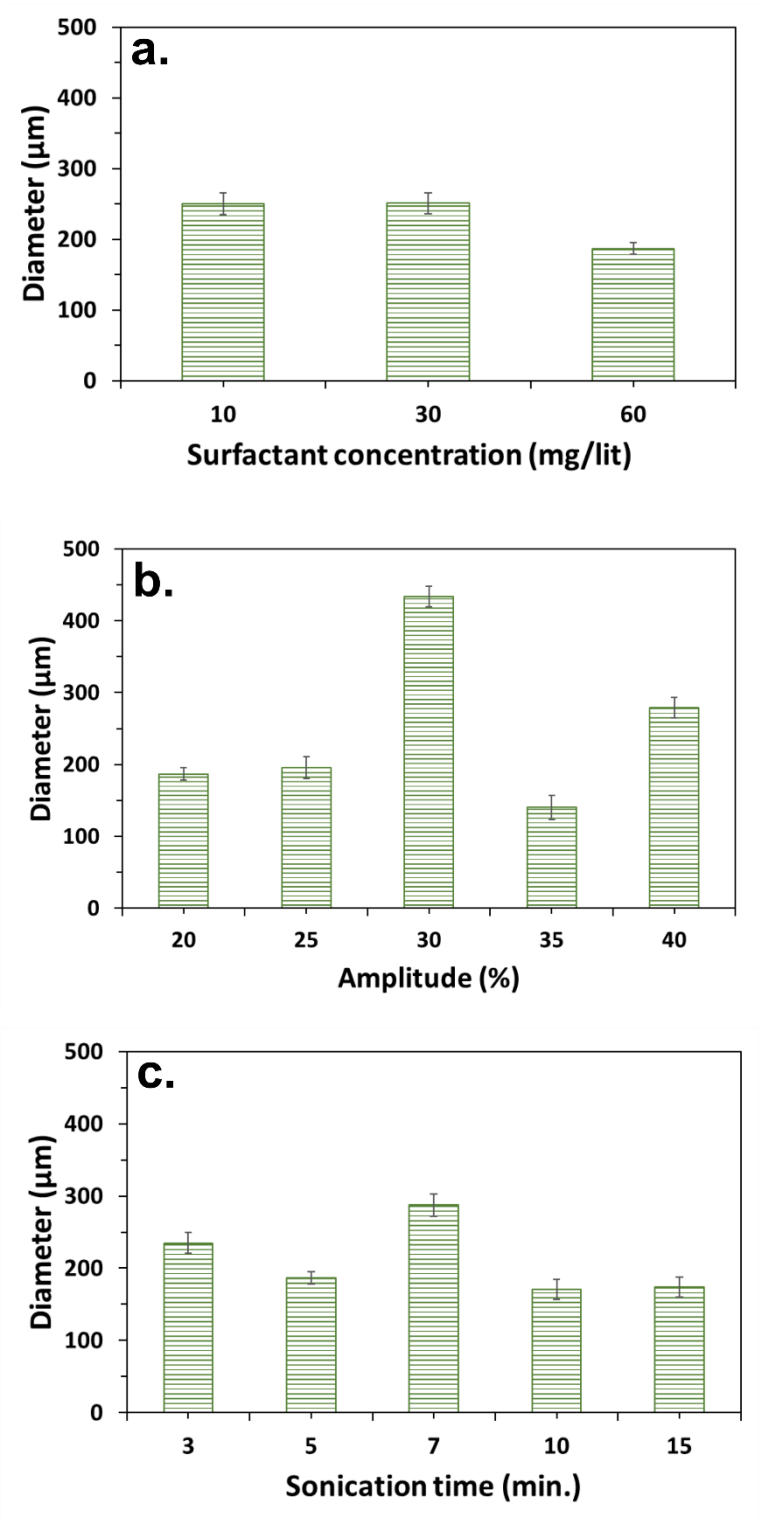 a.
500
400
300
200
100
0
Diameter (µm)
10 30 60
Surfactant concentration (mg/lit)
b.
500
400
300
200
100
0
Diameter (µm)
20 25 30 35 40
Amplitude (%)
c.
500
400
300
200
100
0
Diameter (µm)
3 5 7 10 15
Sonication time (min.)